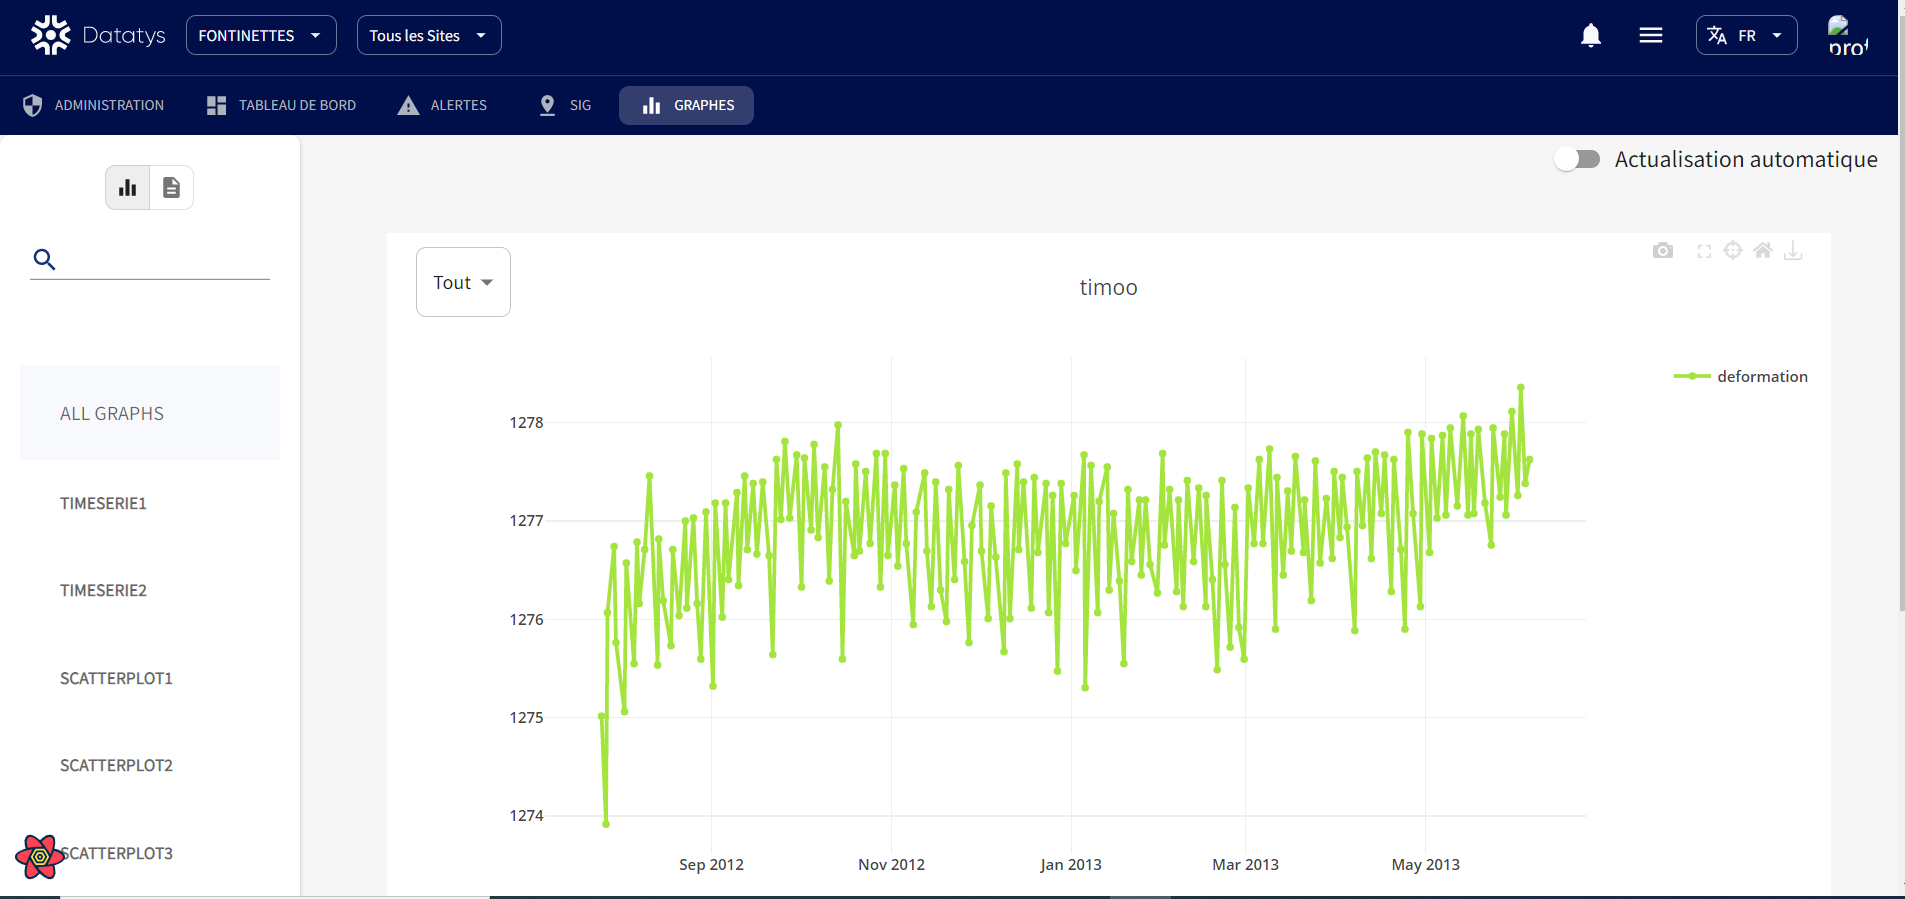 Datatys
FONTINETTES
Tous les Sites
FR
prof
ADMINISTRATION
TABLEAU DE BORD
ALERTES
SIG
GRAPHES
Actualisation automatique
Tout
timoo
ALL GRAPHS
TIMESERIE1
TIMESERIE2
SCATTERPLOT1
SCATTERPLOT2
SCATTERPLOT3
deformation
1278
1277
1276
1275
1274
Sep 2012
Nov 2012
Jan 2013
Mar 2013
May 2013